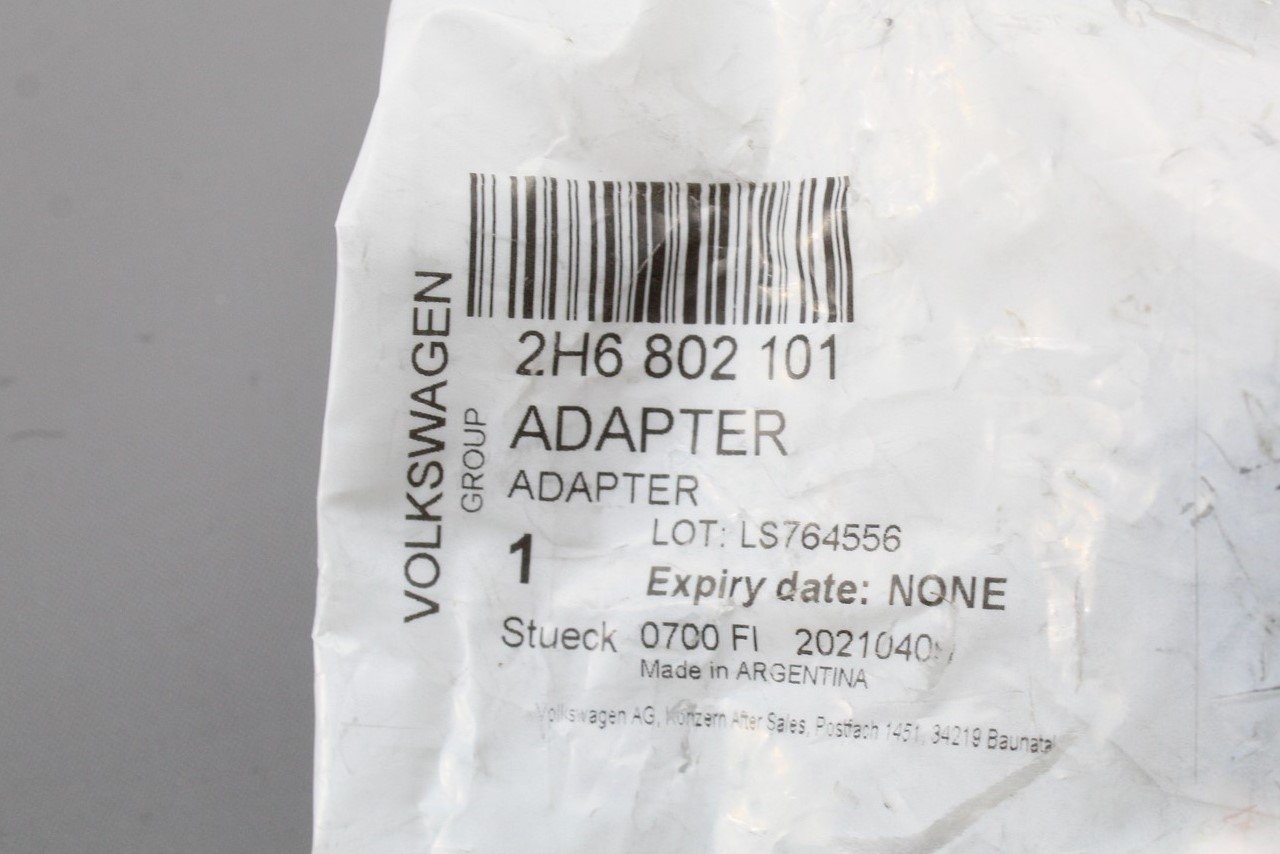 VOLKSWAGEN
GROUP
2H6 802 101
ADAPTER
ADAPTER
LOT: LS764556
1
Expiry date: NONE
Stueck 0700 FI
Made in ARGENTINA
Volkswagen AG, Konzern After Sales, Postfach 1451, 34219 Baunatal